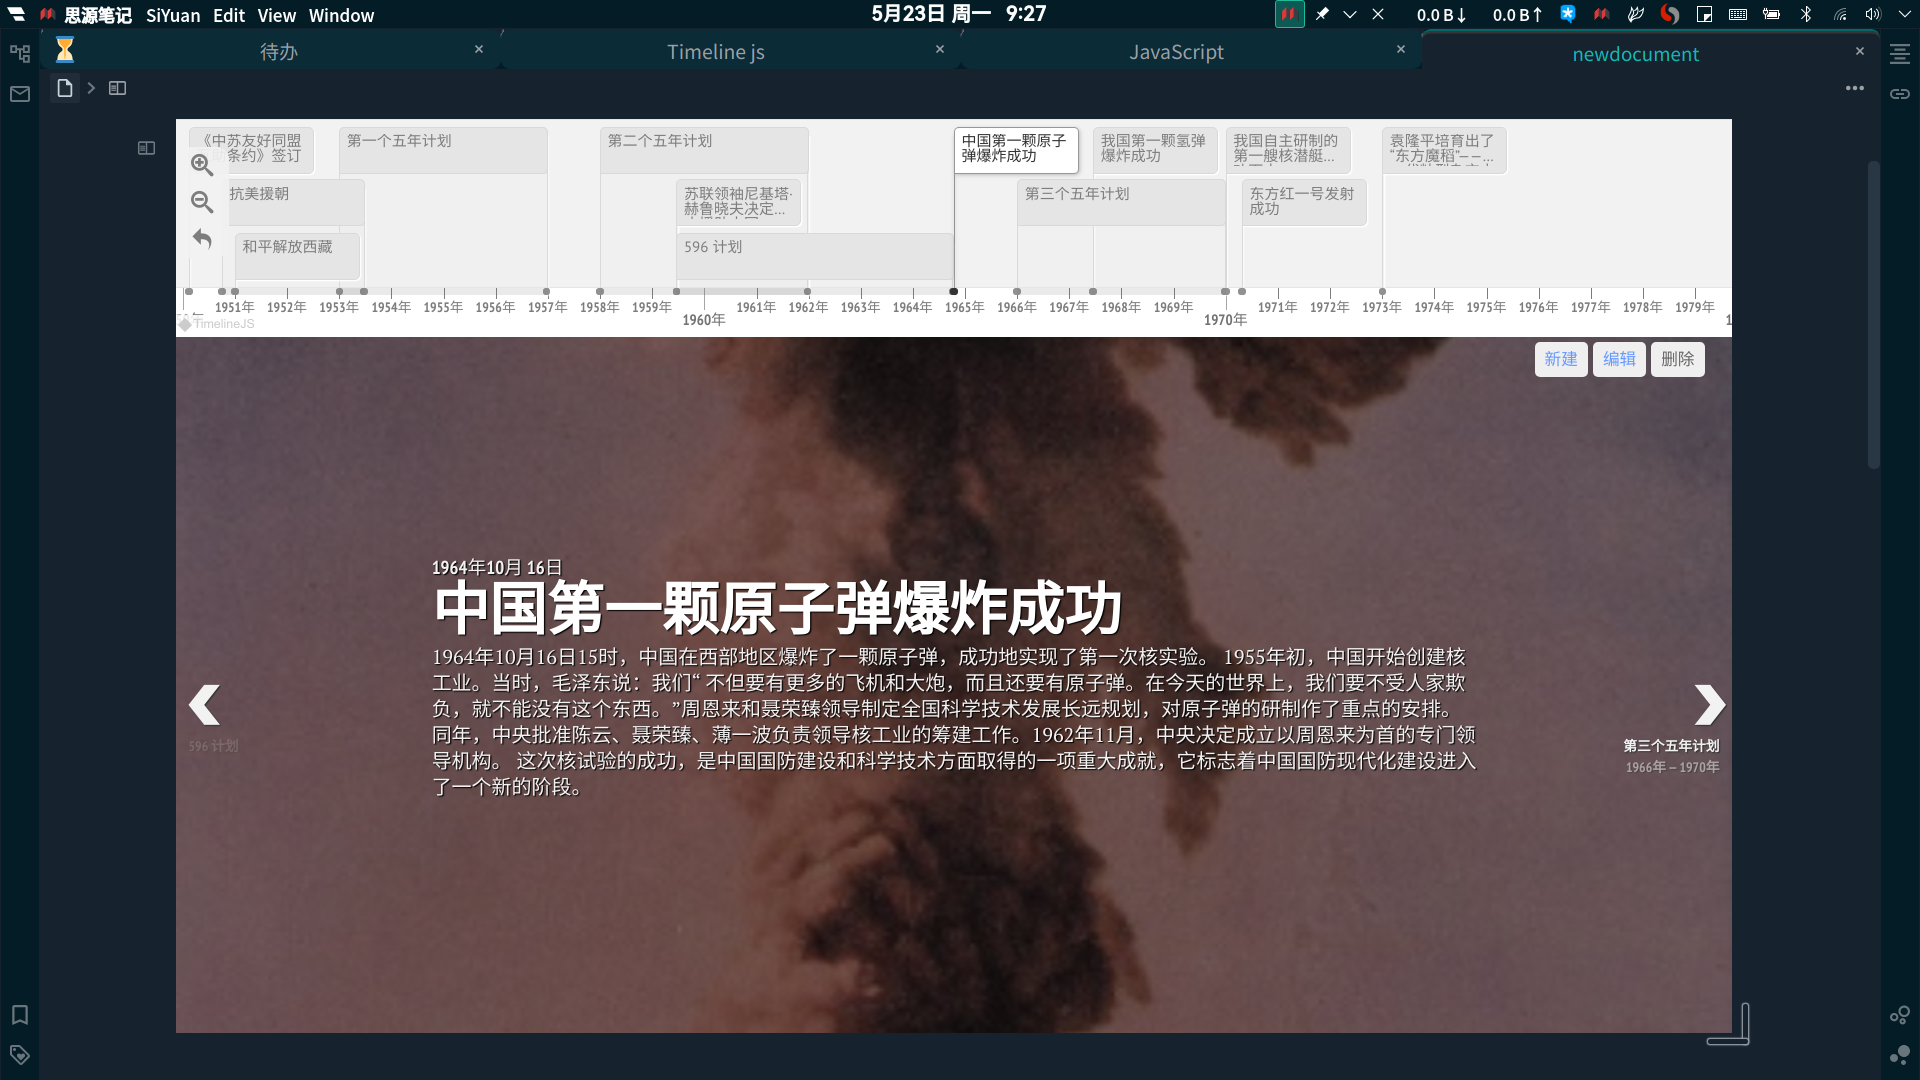 思源笔记 SiYuan Edit View Window 5月23日 周一 9:27 0.0 B↓ 0.0 B↑
待办 × Timeline js × JavaScript × newdocument ×
《中苏友好同盟
条约》签订
第一个五年计划
第二个五年计划
中国第一颗原子
弹爆炸成功
我国第一颗氢弹
爆炸成功
我国自主研制的
第一艘核潜艇...
袁隆平培育出了
“东方魔稻”——...
抗美援朝
苏联领袖尼基塔·
赫鲁晓夫决定...
第三个五年计划
东方红一号发射
成功
和平解放西藏
596 计划
1951年 1952年 1953年 1954年 1955年 1956年 1957年 1958年 1959年 1960年 1961年 1962年 1963年 1964年 1965年 1966年 1967年 1968年 1969年 1970年 1971年 1972年 1973年 1974年 1975年 1976年 1977年 1978年 1979年
TimelineJS
新建 编辑 删除
1964年10月 16日
中国第一颗原子弹爆炸成功
1964年10月16日15时，中国在西部地区爆炸了一颗原子弹，成功地实现了第一次核实验。 1955年初，中国开始创建核
工业。当时，毛泽东说：我们“ 不但要有更多的飞机和大炮，而且还要有原子弹。在今天的世界上，我们要不受人家欺
负，就不能没有这个东西。”周恩来和聂荣臻领导制定全国科学技术发展长远规划，对原子弹的研制作了重点的安排。
同年，中央批准陈云、聂荣臻、薄一波负责领导核工业的筹建工作。1962年11月，中央决定成立以周恩来为首的专门领
导机构。 这次核试验的成功，是中国国防建设和科学技术方面取得的一项重大成就，它标志着中国国防现代化建设进入
了一个新的阶段。
596 计划
第三个五年计划
1966年 – 1970年